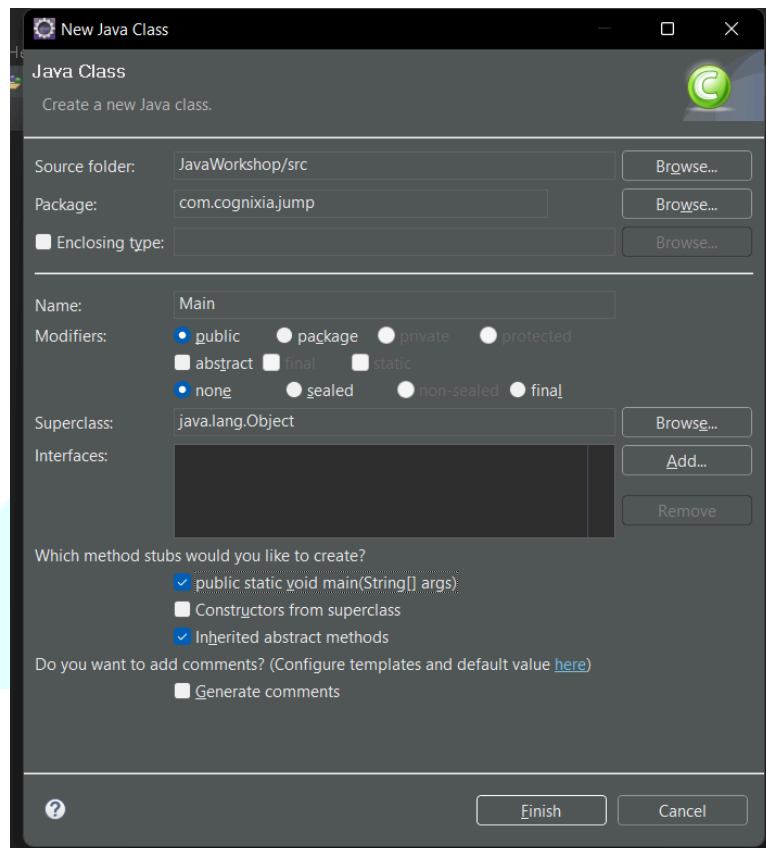 New Java Class
He
Java Class
Create a new Java class.
C
Source folder: JavaWorkshop/src Browse...
Package: com.cognixia.jump Browse...
Enclosing type: Browse...
Name: Main
Modifiers: public package private protected
abstract final static
none sealed non-sealed final
Superclass: java.lang.Object Browse...
Interfaces: Add...
Remove
Which method stubs would you like to create?
public static void main(String[] args)
Constructors from superclass
Inherited abstract methods
Do you want to add comments? (Configure templates and default value here)
Generate comments
? Finish Cancel